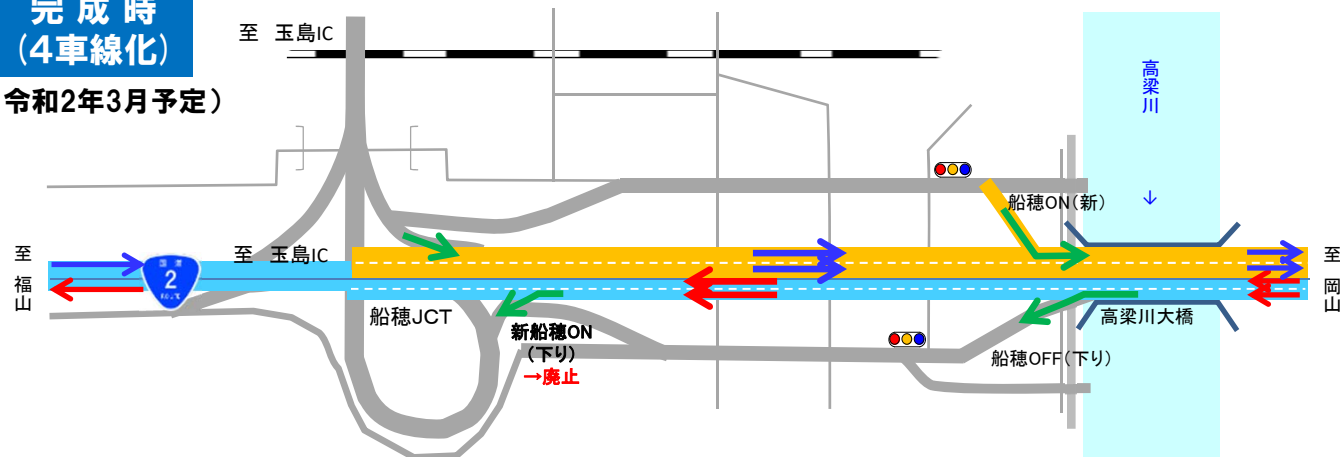 完成時
(4車線化)
令和2年3月予定）
至 玉島IC
高梁川
↓
船穂ON(新)
至 福山
国道
2
ROUTE
至 玉島IC
至 岡山
船穂JCT
新船穂ON
(下り)
→廃止
高梁川大橋
船穂OFF(下り)